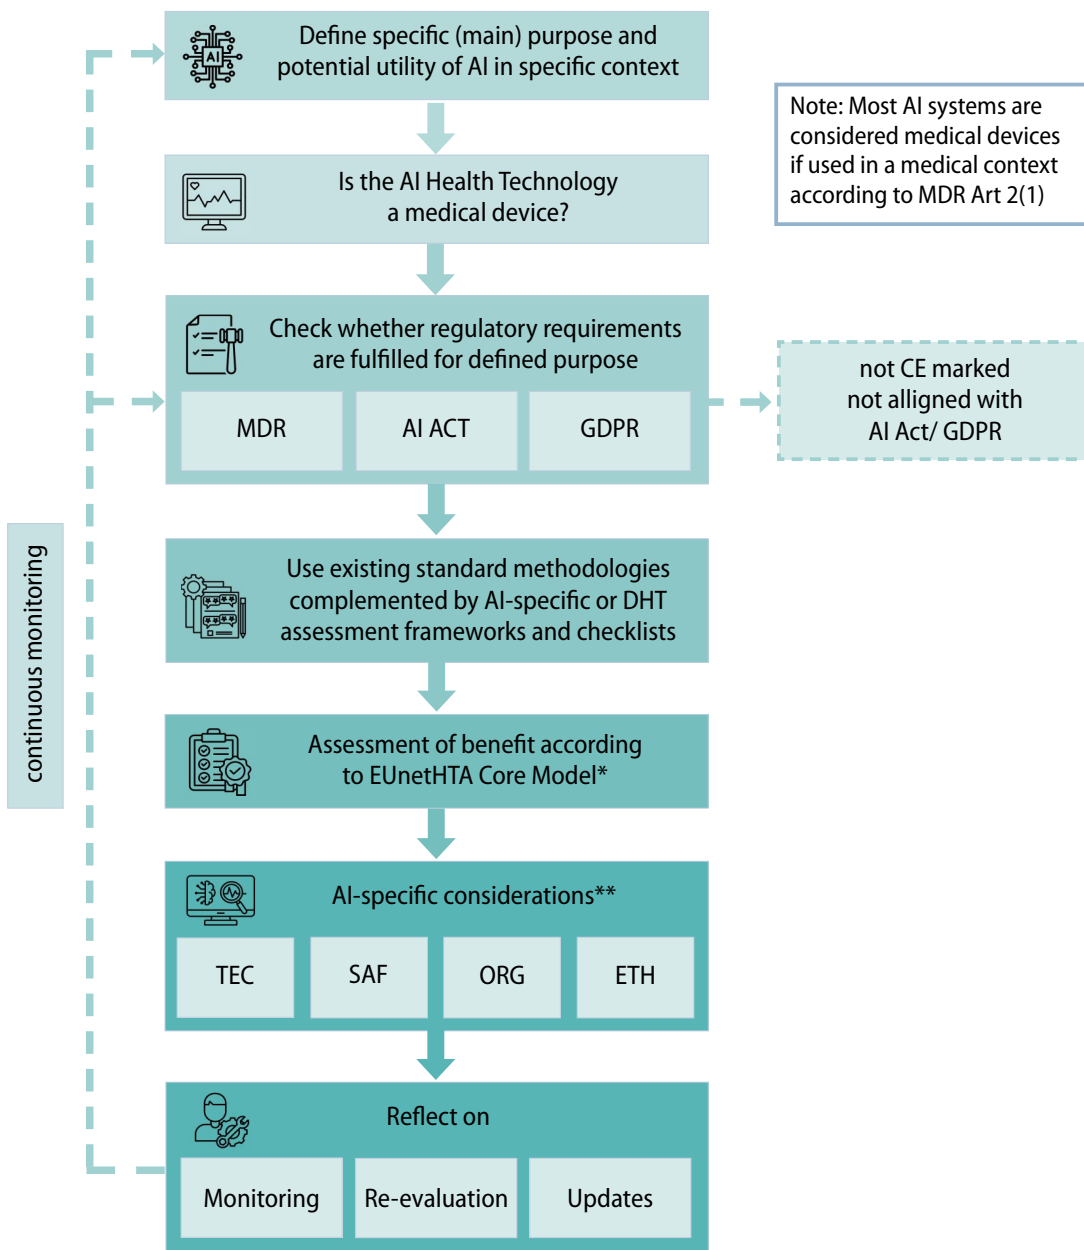 AI
Define specific (main) purpose and
potential utility of AI in specific context
Note: Most AI systems are
considered medical devices
if used in a medical context
according to MDR Art 2(1)
Is the AI Health Technology
a medical device?
Check whether regulatory requirements
are fulfilled for defined purpose
MDR
AI ACT
GDPR
not CE marked
not alligned with
AI Act/ GDPR
continuous monitoring
Use existing standard methodologies
complemented by AI-specific or DHT
assessment frameworks and checklists
Assessment of benefit according
to EUnetHTA Core Model*
AI-specific considerations**
TEC
SAF
ORG
ETH
Reflect on
Monitoring
Re-evaluation
Updates